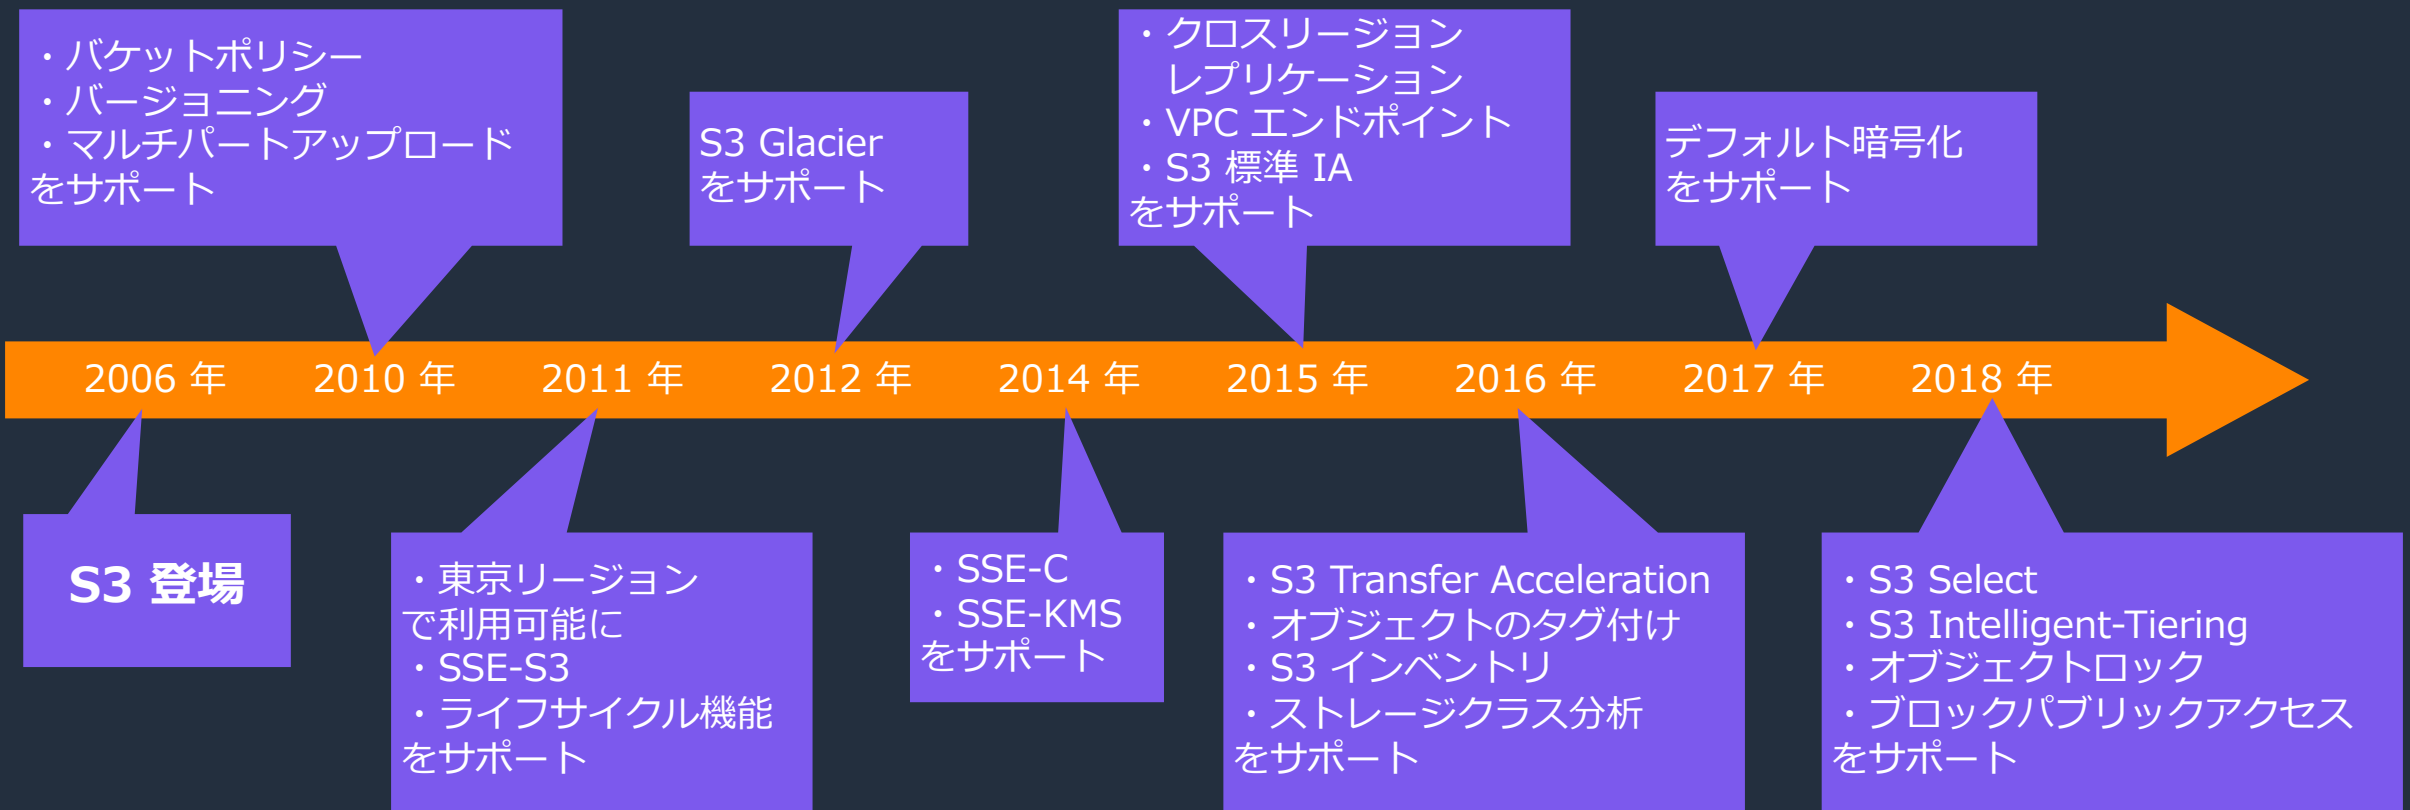 ・バケットポリシー
・バージョニング
・マルチパートアップロード
をサポート
S3 Glacier
をサポート
・クロスリージョン
レプリケーション
・VPC エンドポイント
・S3 標準 IA
をサポート
デフォルト暗号化
をサポート
2006 年
2010 年
2011 年
2012 年
2014 年
2015 年
2016 年
2017 年
2018 年
S3 登場
・東京リージョン
で利用可能に
・SSE-S3
・ライフサイクル機能
をサポート
・SSE-C
・SSE-KMS
をサポート
・S3 Transfer Acceleration
・オブジェクトのタグ付け
・S3 インベントリ
・ストレージクラス分析
をサポート
・S3 Select
・S3 Intelligent-Tiering
・オブジェクトロック
・ブロックパブリックアクセス
をサポート